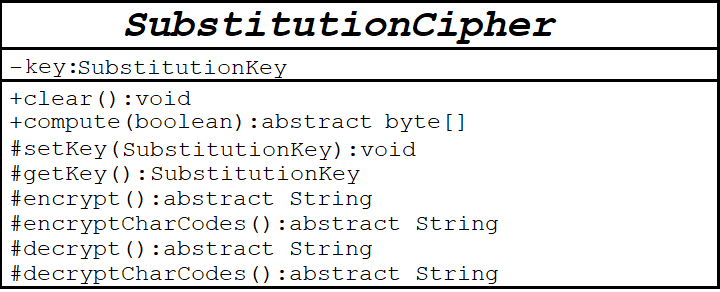 SubstitutionCipher
-key:SubstitutionKey
+clear():void
+compute(boolean):abstract byte[]
#setKey(SubstitutionKey):void
#getKey():SubstitutionKey
#encrypt():abstract String
#encryptCharCodes():abstract String
#decrypt():abstract String
#decryptCharCodes():abstract String